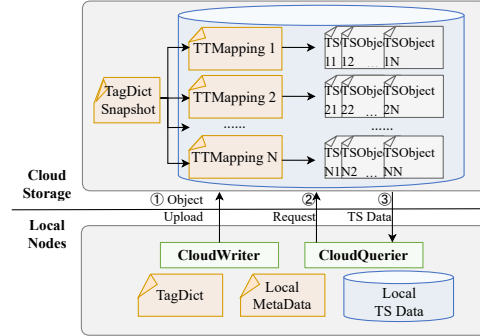 TTMapping 1
TS TSObje TSObject
11 12 ... 1N
TagDict
Snapshot
TTMapping 2
TS TSObje TSObject
21 22 ... 2N
...... ......
TTMapping N
TS TSObje TSObject
N1 N2 ... NN
Cloud
Storage
① Object
Upload
②
Request
③
TS Data
Local
Nodes
CloudWriter
CloudQuerier
TagDict
Local
MetaData
Local
TS Data